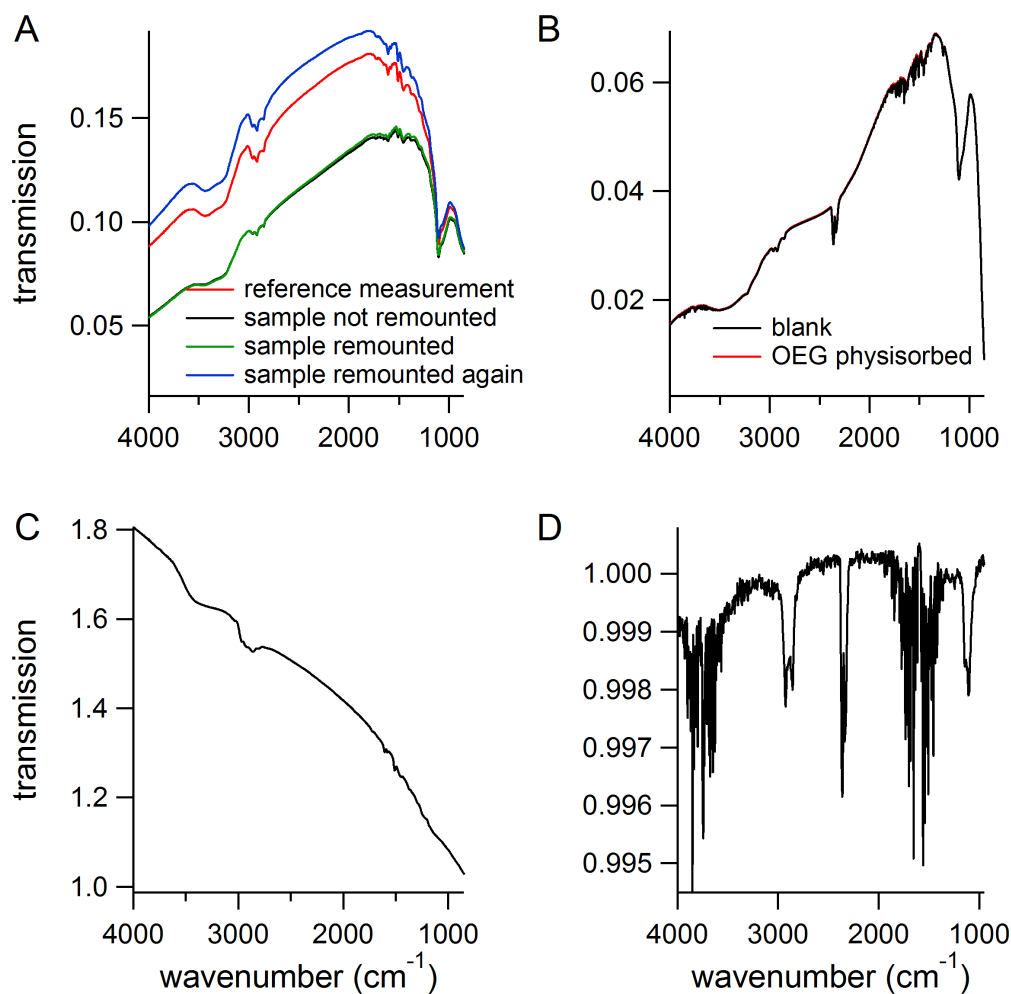 A
transmission
0.15
0.10
0.05
reference measurement
sample not remounted
sample remounted
sample remounted again
4000 3000 2000 1000
B
0.06
0.04
0.02
blank
OEG physisorbed
4000 3000 2000 1000
C
transmission
1.8
1.6
1.4
1.2
1.0
4000 3000 2000 1000
wavenumber (cm⁻¹)
D
1.000
0.999
0.998
0.997
0.996
0.995
4000 3000 2000 1000
wavenumber (cm⁻¹)